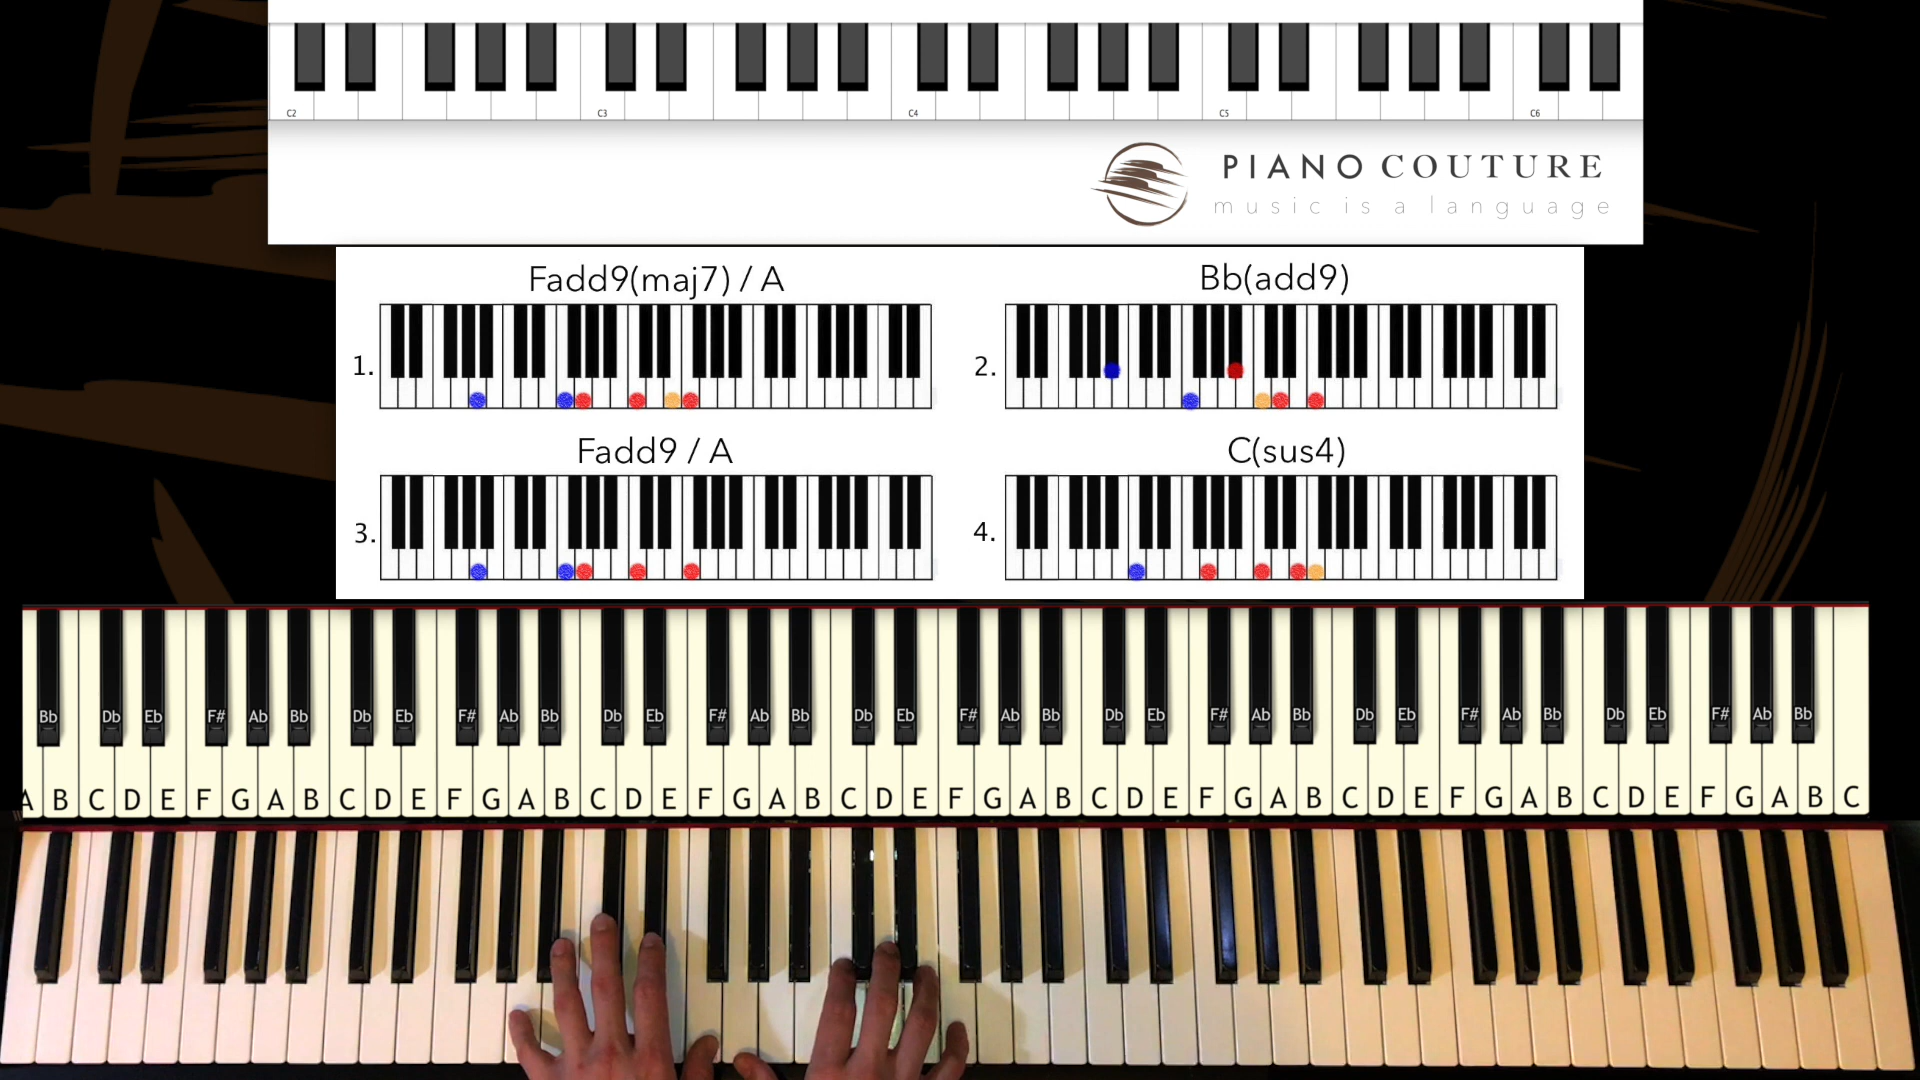 C2 C3 C4 C5 C6
PIANO COUTURE
music is a language
Fadd9(maj7) / A
Bb(add9)
1.
2.
Fadd9 / A
C(sus4)
3.
4.
Bb Db Eb F# Ab Bb Db Eb F# Ab Bb Db Eb F# Ab Bb Db Eb F# Ab Bb Db Eb F# Ab Bb Db Eb F# Ab Bb Db Eb F# Ab Bb
A B C D E F G A B C D E F G A B C D E F G A B C D E F G A B C D E F G A B C D E F G A B C D E F G A B C